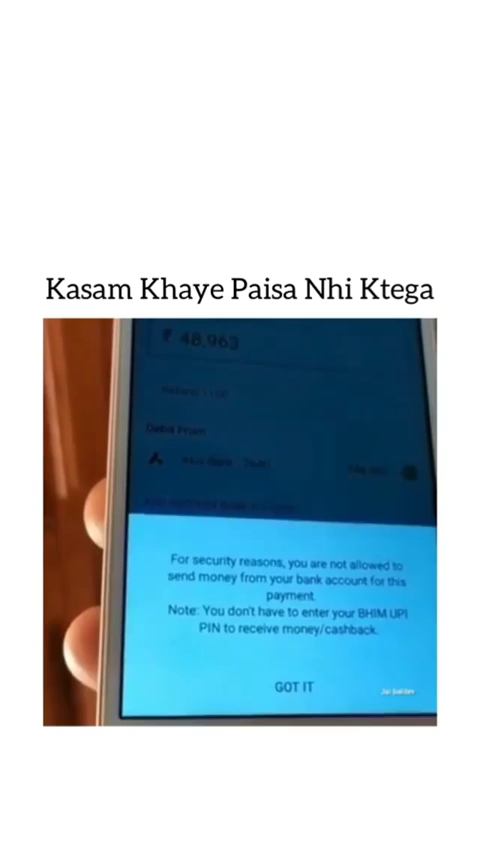 Kasam Khaye Paisa Nhi Ktega
₹ 48,963
Debit From
For security reasons, you are not allowed to
send money from your bank account for this
payment.
Note: You don't have to enter your BHIM UPI
PIN to receive money/cashback.
GOT IT